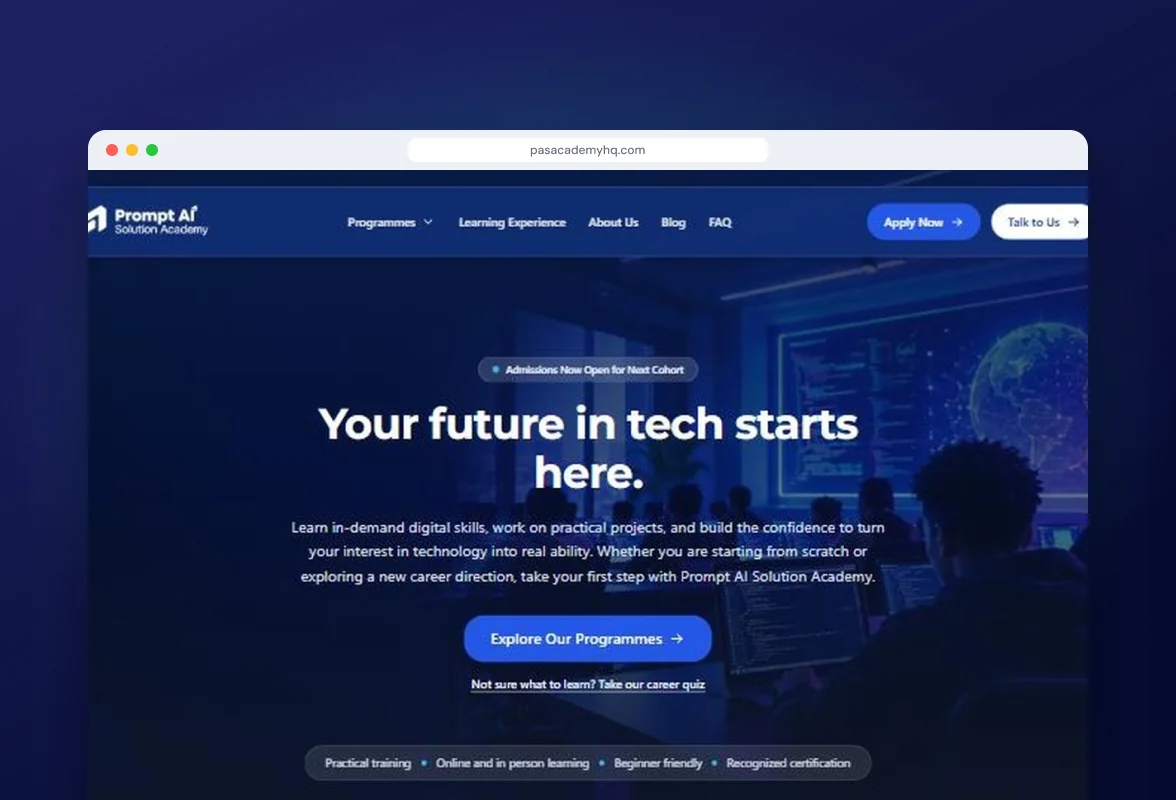 pasacademyhq.com
Prompt AI
Solution Academy
Programmes
Learning Experience
About Us
Blog
FAQ
Apply Now
Talk to Us
Admissions Now Open for Next Cohort
Your future in tech starts
here.
Learn in-demand digital skills, work on practical projects, and build the confidence to turn
your interest in technology into real ability. Whether you are starting from scratch or
exploring a new career direction, take your first step with Prompt AI Solution Academy.
Explore Our Programmes
Not sure what to learn? Take our career quiz
Practical training • Online and in person learning • Beginner friendly • Recognized certification